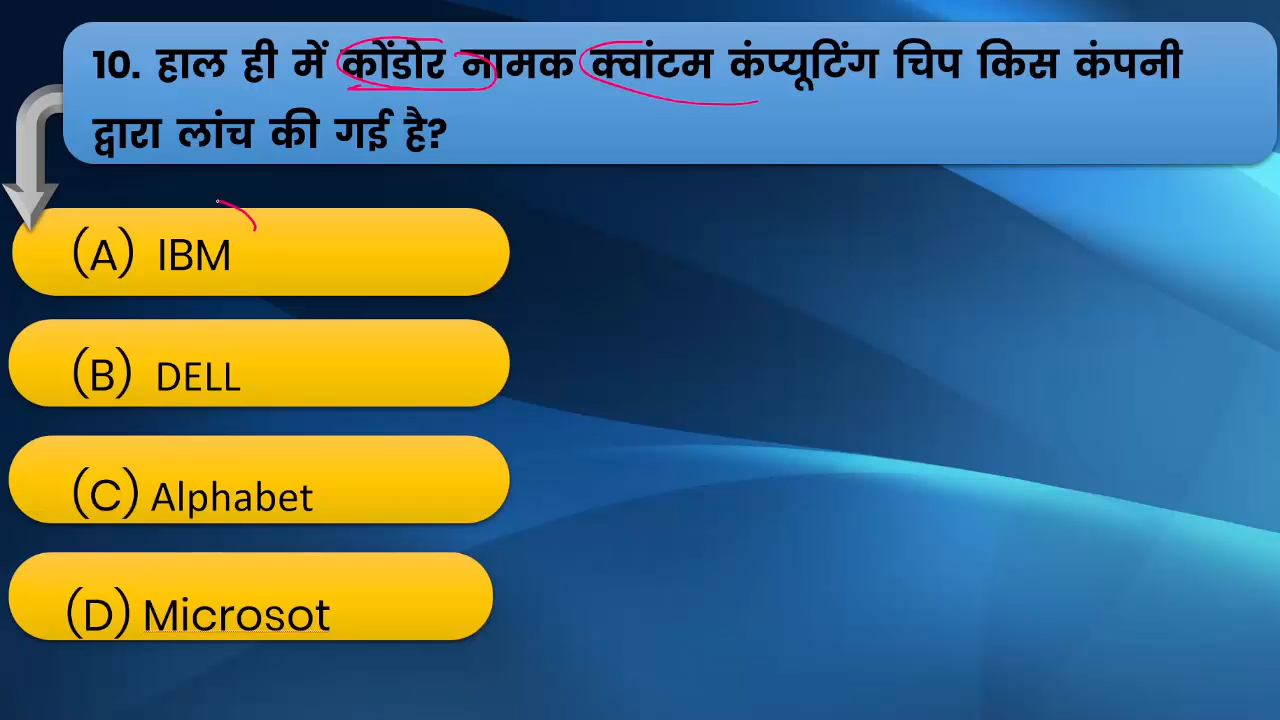 10. हाल ही में कोंडोर नामक क्वांटम कंप्यूटिंग चिप किस कंपनी
द्वारा लांच की गई है?
(A) IBM
(B) DELL
(C) Alphabet
(D) Microsot